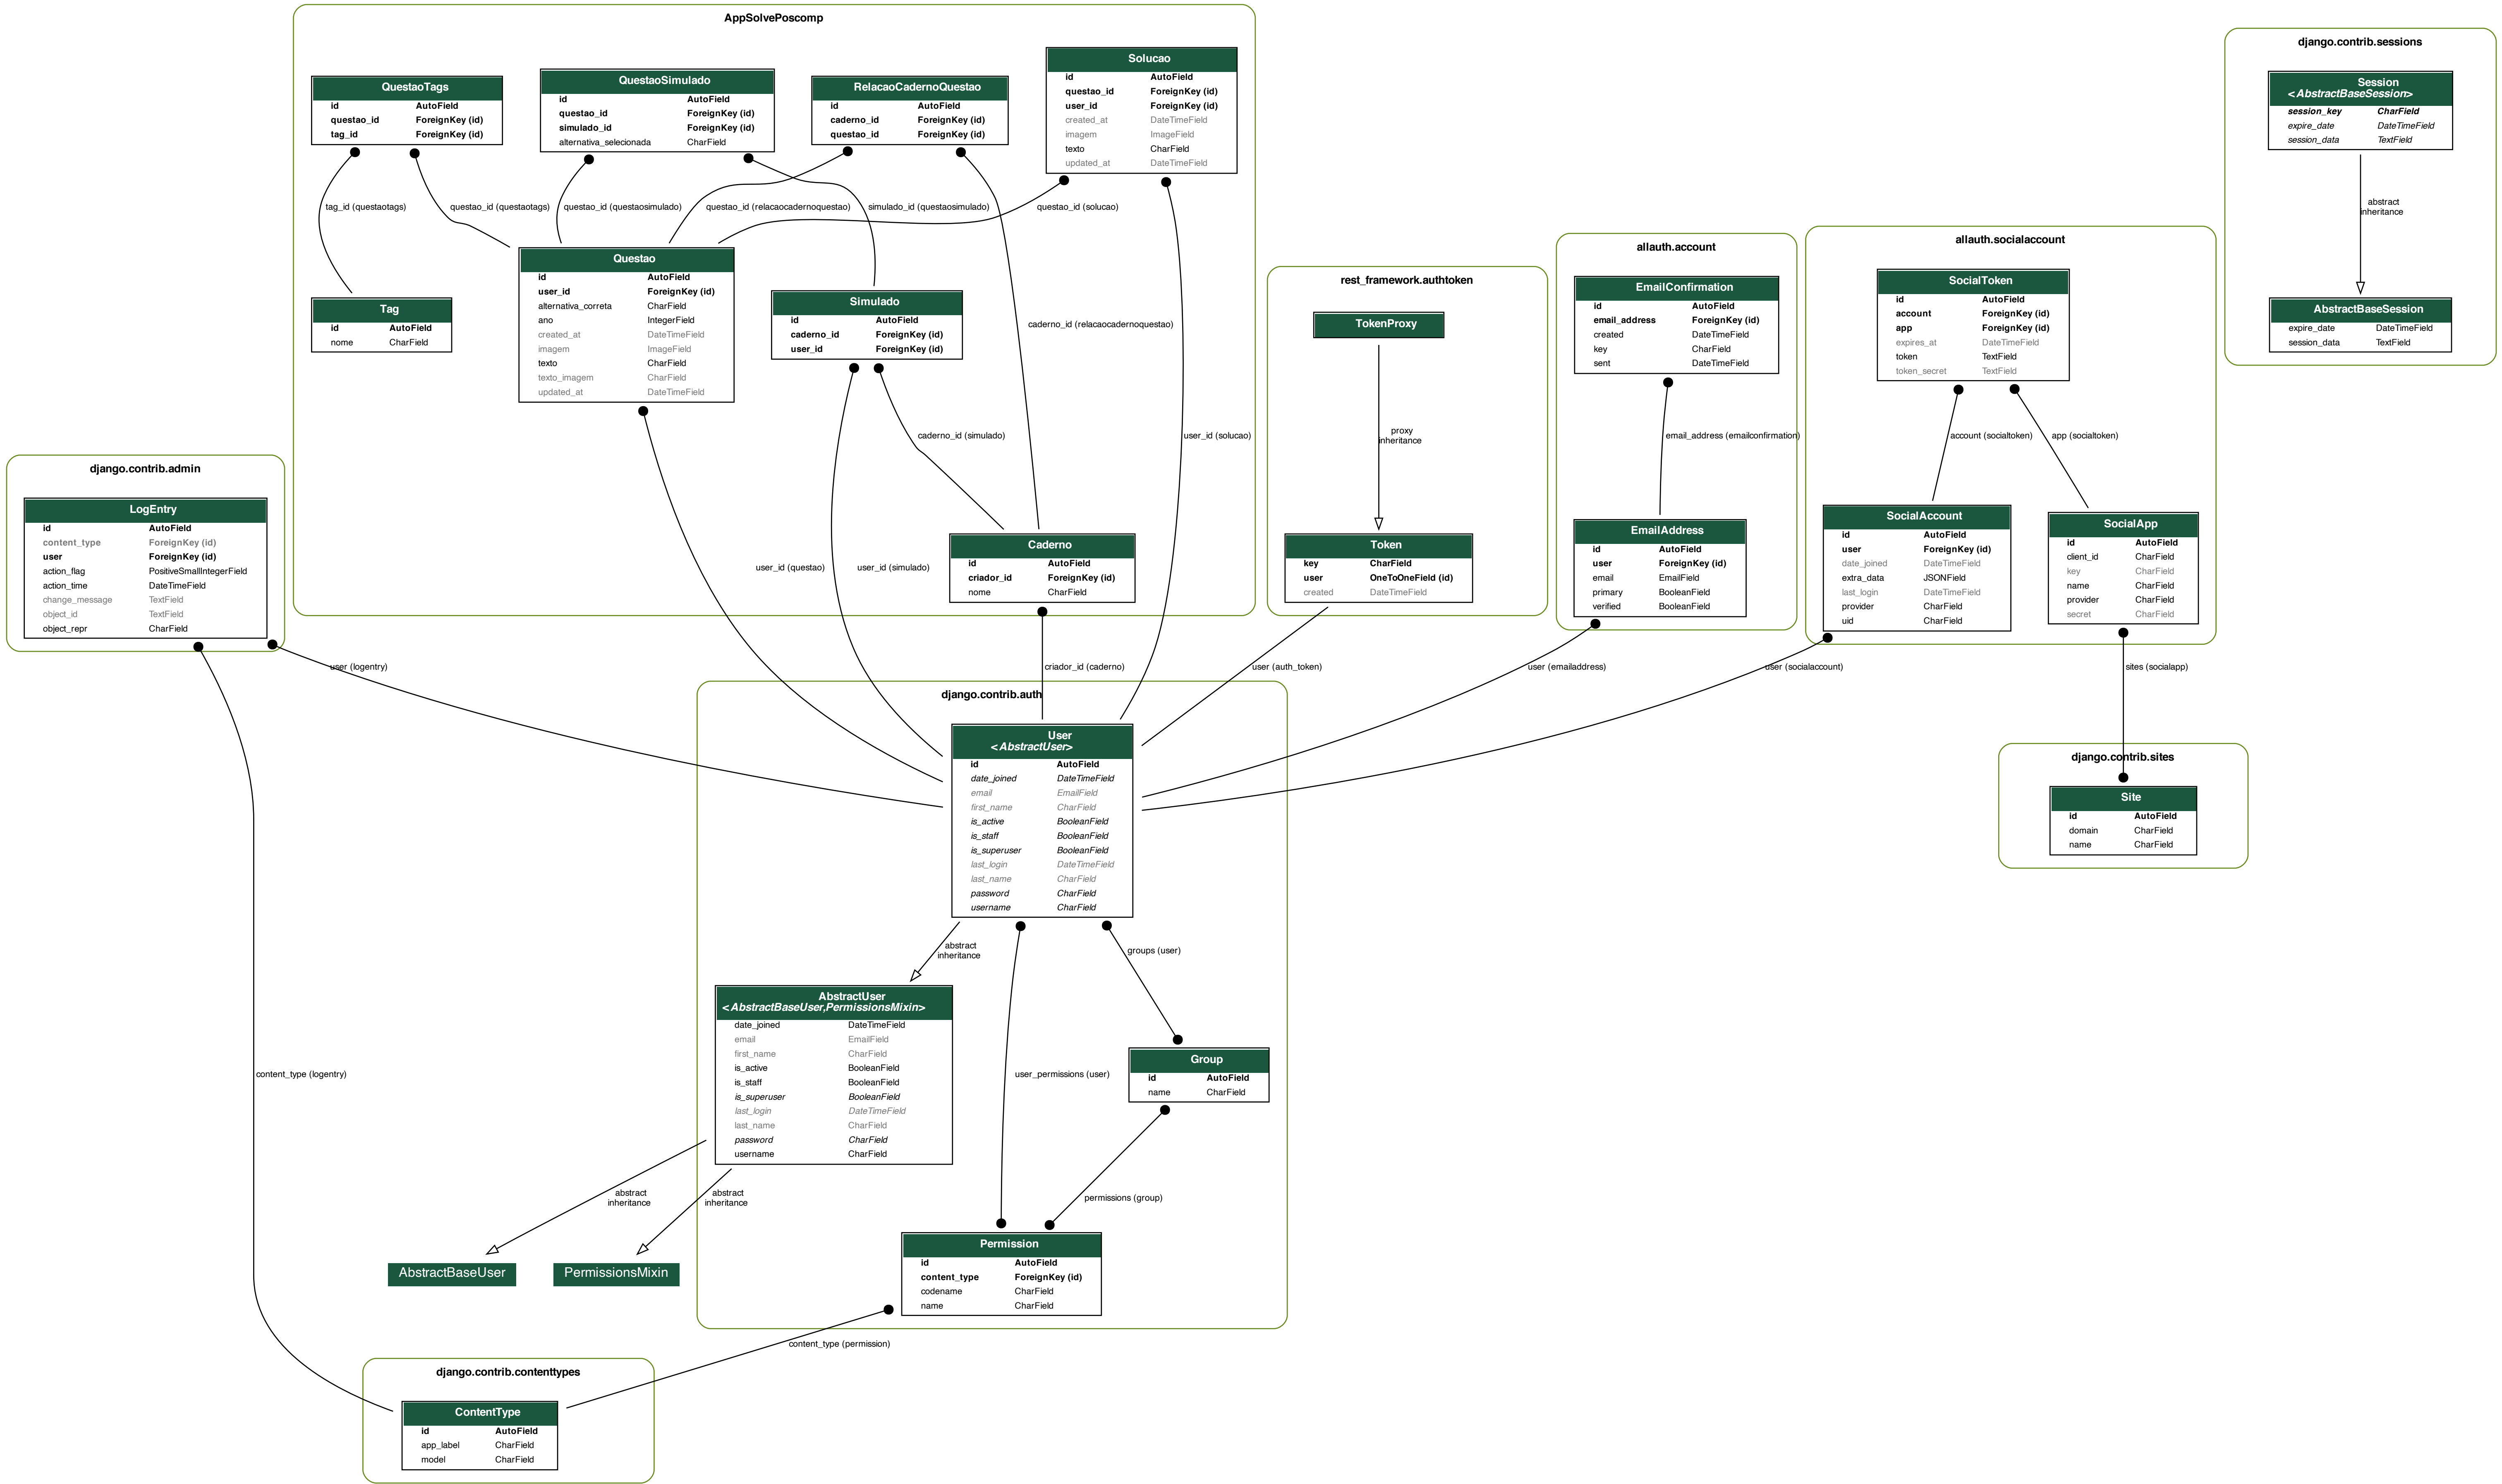 AppSolvePoscomp
QuestaoTags
id AutoField
questao_id ForeignKey (id)
tag_id ForeignKey (id)
QuestaoSimulado
id AutoField
questao_id ForeignKey (id)
simulado_id ForeignKey (id)
alternativa_selecionada CharField
RelacaoCadernoQuestao
id AutoField
caderno_id ForeignKey (id)
questao_id ForeignKey (id)
Solucao
id AutoField
questao_id ForeignKey (id)
user_id ForeignKey (id)
created_at DateTimeField
imagem ImageField
texto CharField
updated_at DateTimeField
tag_id (questaotags)
questao_id (questaotags)
questao_id (questaosimulado)
questao_id (relacaocadernoquestao)
simulado_id (questaosimulado)
questao_id (solucao)
Tag
id AutoField
nome CharField
Questao
id AutoField
user_id ForeignKey (id)
alternativa_correta CharField
ano IntegerField
created_at DateTimeField
imagem ImageField
texto CharField
texto_imagem CharField
updated_at DateTimeField
Simulado
id AutoField
caderno_id ForeignKey (id)
user_id ForeignKey (id)
caderno_id (relacaocadernoquestao)
caderno_id (simulado)
user_id (solucao)
user_id (questao)
user_id (simulado)
Caderno
id AutoField
criador_id ForeignKey (id)
nome CharField
criador_id (caderno)
django.contrib.admin
LogEntry
id AutoField
content_type ForeignKey (id)
user ForeignKey (id)
action_flag PositiveSmallIntegerField
action_time DateTimeField
change_message TextField
object_id TextField
object_repr CharField
user (logentry)
content_type (logentry)
rest_framework.authtoken
TokenProxy
proxy
inheritance
Token
key CharField
user OneToOneField (id)
created DateTimeField
user (auth_token)
allauth.account
EmailConfirmation
id AutoField
email_address ForeignKey (id)
created DateTimeField
key CharField
sent DateTimeField
email_address (emailconfirmation)
EmailAddress
id AutoField
user ForeignKey (id)
email EmailField
primary BooleanField
verified BooleanField
user (emailaddress)
allauth.socialaccount
SocialToken
id AutoField
account ForeignKey (id)
app ForeignKey (id)
expires_at DateTimeField
token TextField
token_secret TextField
account (socialtoken)
app (socialtoken)
SocialAccount
id AutoField
user ForeignKey (id)
date_joined DateTimeField
extra_data JSONField
last_login DateTimeField
provider CharField
uid CharField
SocialApp
id AutoField
client_id CharField
key CharField
name CharField
provider CharField
secret CharField
user (socialaccount)
sites (socialapp)
django.contrib.sessions
Session
<AbstractBaseSession>
session_key CharField
expire_date DateTimeField
session_data TextField
abstract
inheritance
AbstractBaseSession
expire_date DateTimeField
session_data TextField
django.contrib.sites
Site
id AutoField
domain CharField
name CharField
django.contrib.auth
User
<AbstractUser>
id AutoField
date_joined DateTimeField
email EmailField
first_name CharField
is_active BooleanField
is_staff BooleanField
is_superuser BooleanField
last_login DateTimeField
last_name CharField
password CharField
username CharField
abstract
inheritance
groups (user)
AbstractUser
<AbstractBaseUser,PermissionsMixin>
date_joined DateTimeField
email EmailField
first_name CharField
is_active BooleanField
is_staff BooleanField
is_superuser BooleanField
last_login DateTimeField
last_name CharField
password CharField
username CharField
user_permissions (user)
Group
id AutoField
name CharField
abstract
inheritance
abstract
inheritance
permissions (group)
AbstractBaseUser
PermissionsMixin
Permission
id AutoField
content_type ForeignKey (id)
codename CharField
name CharField
content_type (permission)
django.contrib.contenttypes
ContentType
id AutoField
app_label CharField
model CharField